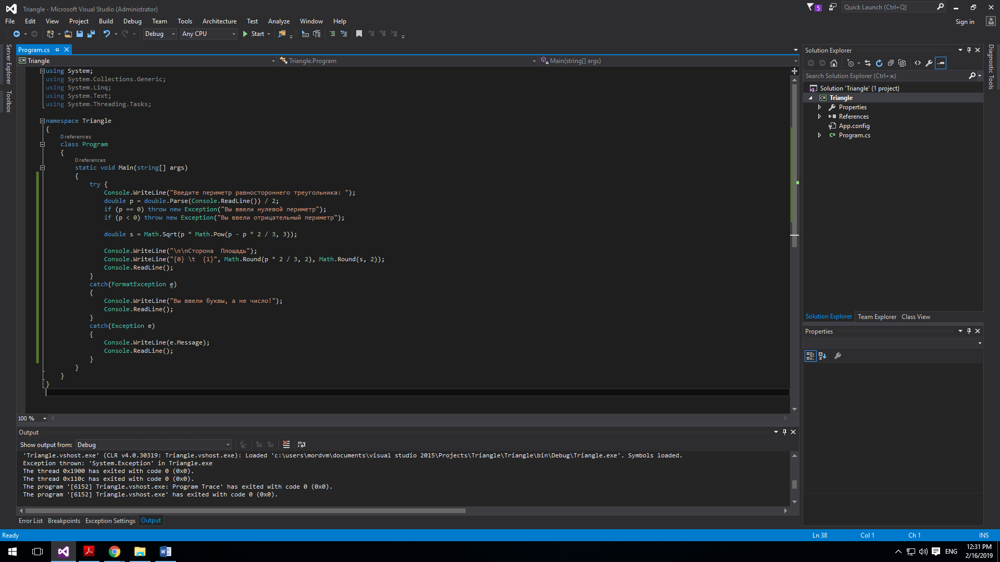 Triangle - Microsoft Visual Studio (Administrator)
5
Quick Launch (Ctrl+Q)
File Edit View Project Build Debug Team Tools Architecture Test Analyze Window Help
Sign in
Debug Any CPU Start
Server Explorer
Toolbox
Program.cs
Triangle Triangle.Program Main(string[] args)
using System;
using System.Collections.Generic;
using System.Linq;
using System.Text;
using System.Threading.Tasks;
namespace Triangle
{
0 references
class Program
{
0 references
static void Main(string[] args)
{
try {
Console.WriteLine("Введите периметр равностороннего треугольника: ");
double p = double.Parse(Console.ReadLine()) / 2;
if (p == 0) throw new Exception("Вы ввели нулевой периметр");
if (p < 0) throw new Exception("Вы ввели отрицательный периметр");
double s = Math.Sqrt(p * Math.Pow(p - p * 2 / 3, 3));
Console.WriteLine("\n\nСторона  Площадь");
Console.WriteLine("{0} \t  {1}", Math.Round(p * 2 / 3, 2), Math.Round(s, 2));
Console.ReadLine();
}
catch(FormatException e)
{
Console.WriteLine("Вы ввели буквы, а не число!");
Console.ReadLine();
}
catch(Exception e)
{
Console.WriteLine(e.Message);
Console.ReadLine();
}
}
}
}
100 %
Output
Show output from: Debug
'Triangle.vshost.exe' (CLR v4.0.30319: Triangle.vshost.exe): Loaded 'c:\users\mordvm\documents\visual studio 2015\Projects\Triangle\Triangle\bin\Debug\Triangle.exe'. Symbols loaded.
Exception thrown: 'System.Exception' in Triangle.exe
The thread 0x1900 has exited with code 0 (0x0).
The thread 0x110c has exited with code 0 (0x0).
The program '[6152] Triangle.vshost.exe: Program Trace' has exited with code 0 (0x0).
The program '[6152] Triangle.vshost.exe' has exited with code 0 (0x0).
Error List Breakpoints Exception Settings Output
Solution Explorer
Search Solution Explorer (Ctrl+ж)
Solution 'Triangle' (1 project)
C# Triangle
Properties
References
App.config
C# Program.cs
Solution Explorer Team Explorer Class View
Properties
Diagnostic Tools
Ready Ln 38 Col 1 Ch 1 INS
ENG
12:31 PM
2/16/2019